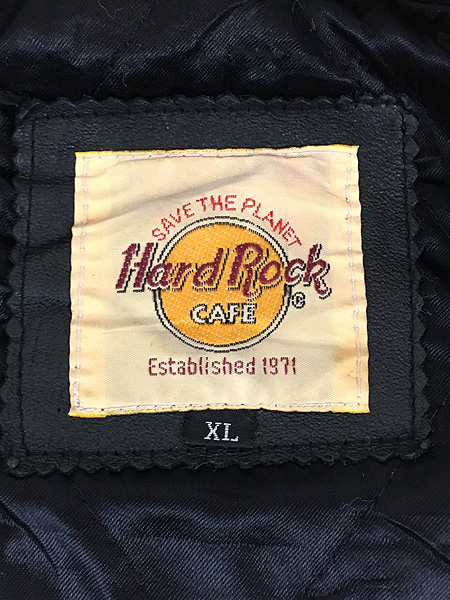 SAVE THE PLANET
Hard Rock
CAFE
®
Established 1971
XL